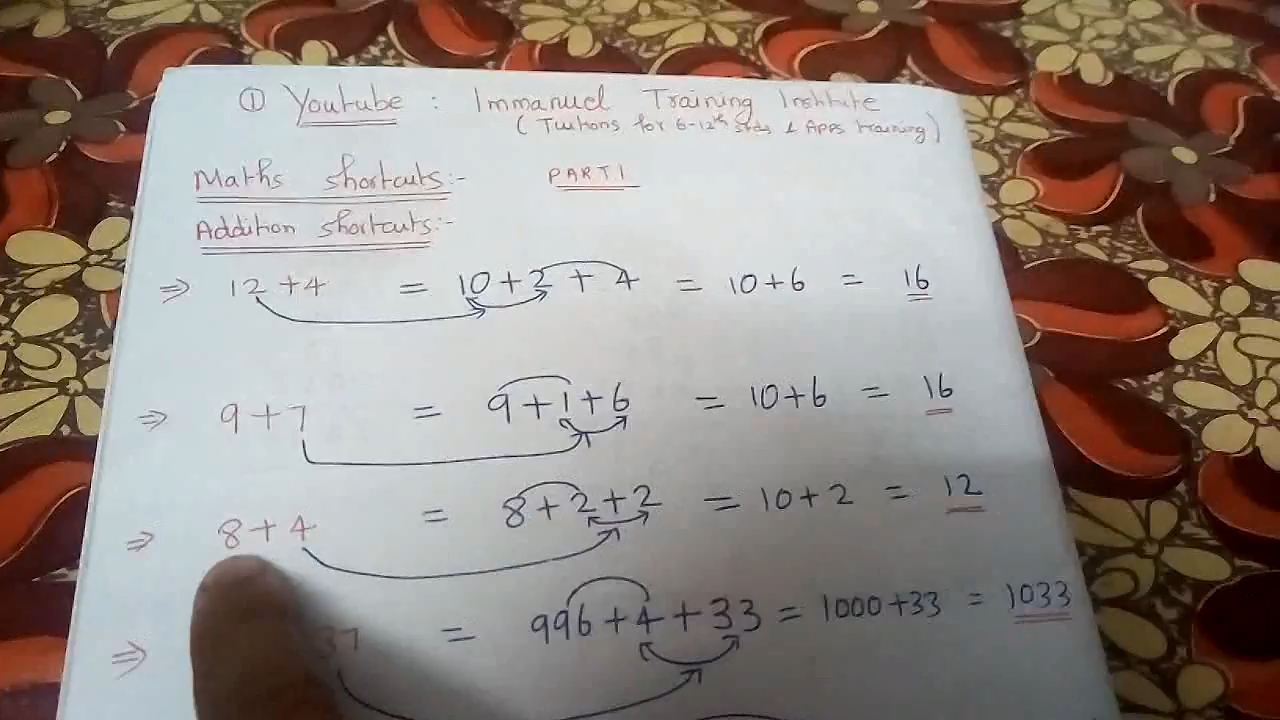 ① Youtube : Immanuel Training Institute
( Tuitions for 6-12th stds & Apps training)
Maths shortcuts:- PART 1
Addition shortcuts:-
⇒ 12 + 4 = 10 + 2 + 4 = 10 + 6 = 16
⇒ 9 + 7 = 9 + 1 + 6 = 10 + 6 = 16
⇒ 8 + 4 = 8 + 2 + 2 = 10 + 2 = 12
⇒ 37 = 996 + 4 + 33 = 1000 + 33 = 1033